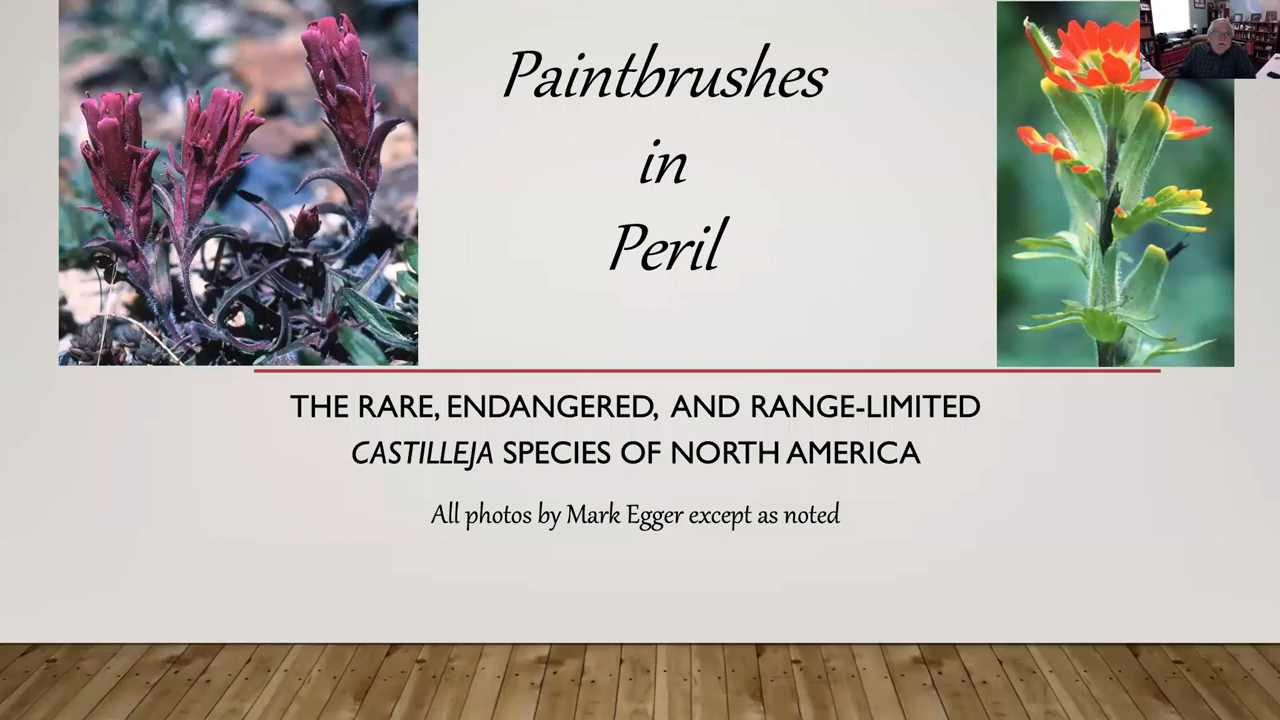 Paintbrushes
in
Peril
THE RARE, ENDANGERED, AND RANGE-LIMITED
CASTILLEJA SPECIES OF NORTH AMERICA
All photos by Mark Egger except as noted